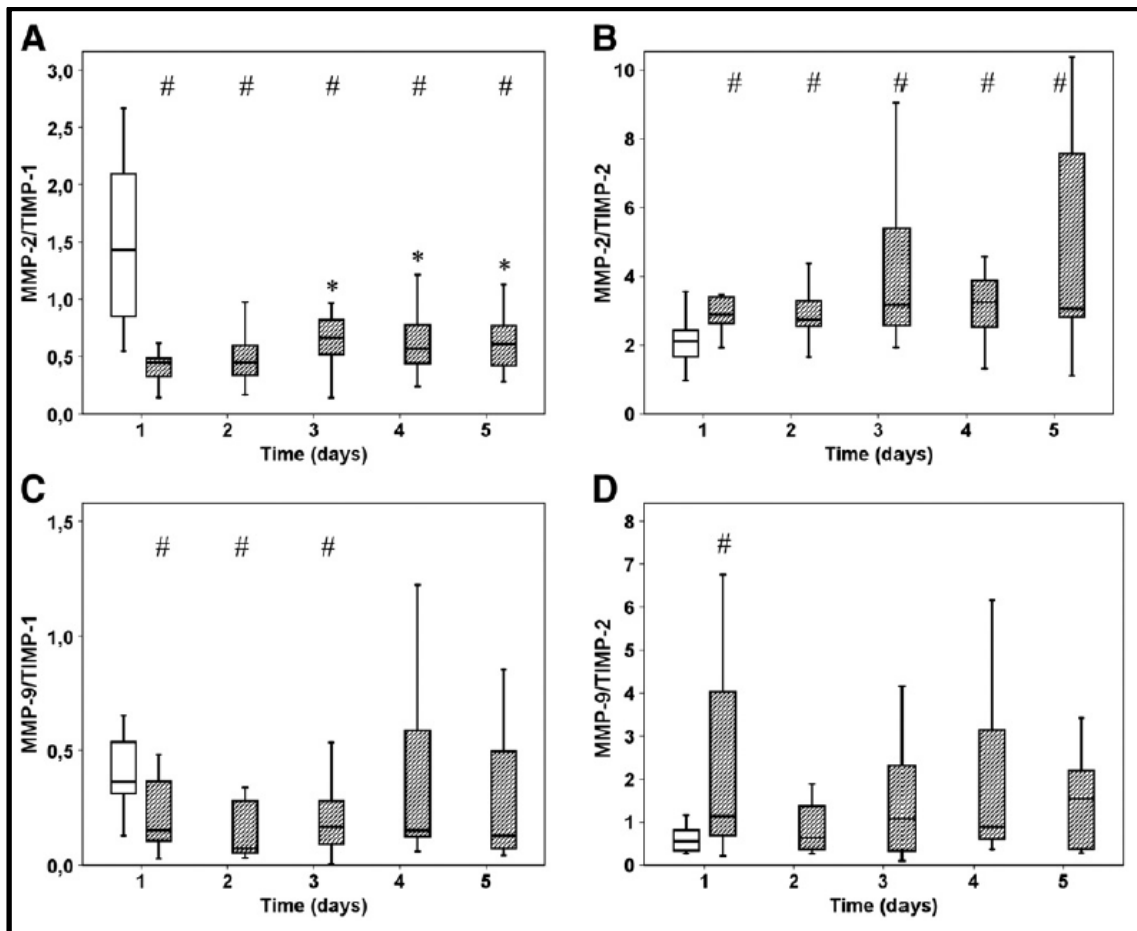 A
MMP-2/TIMP-1
3,0
2,5
2,0
1,5
1,0
0,5
0,0
# # # # #
* * *
1 2 3 4 5
Time (days)
B
MMP-2/TIMP-2
10
8
6
4
2
0
# # # # #
1 2 3 4 5
Time (days)
C
MMP-9/TIMP-1
1,5
1,0
0,5
0,0
# # #
1 2 3 4 5
Time (days)
D
MMP-9/TIMP-2
8
7
6
5
4
3
2
1
0
#
1 2 3 4 5
Time (days)